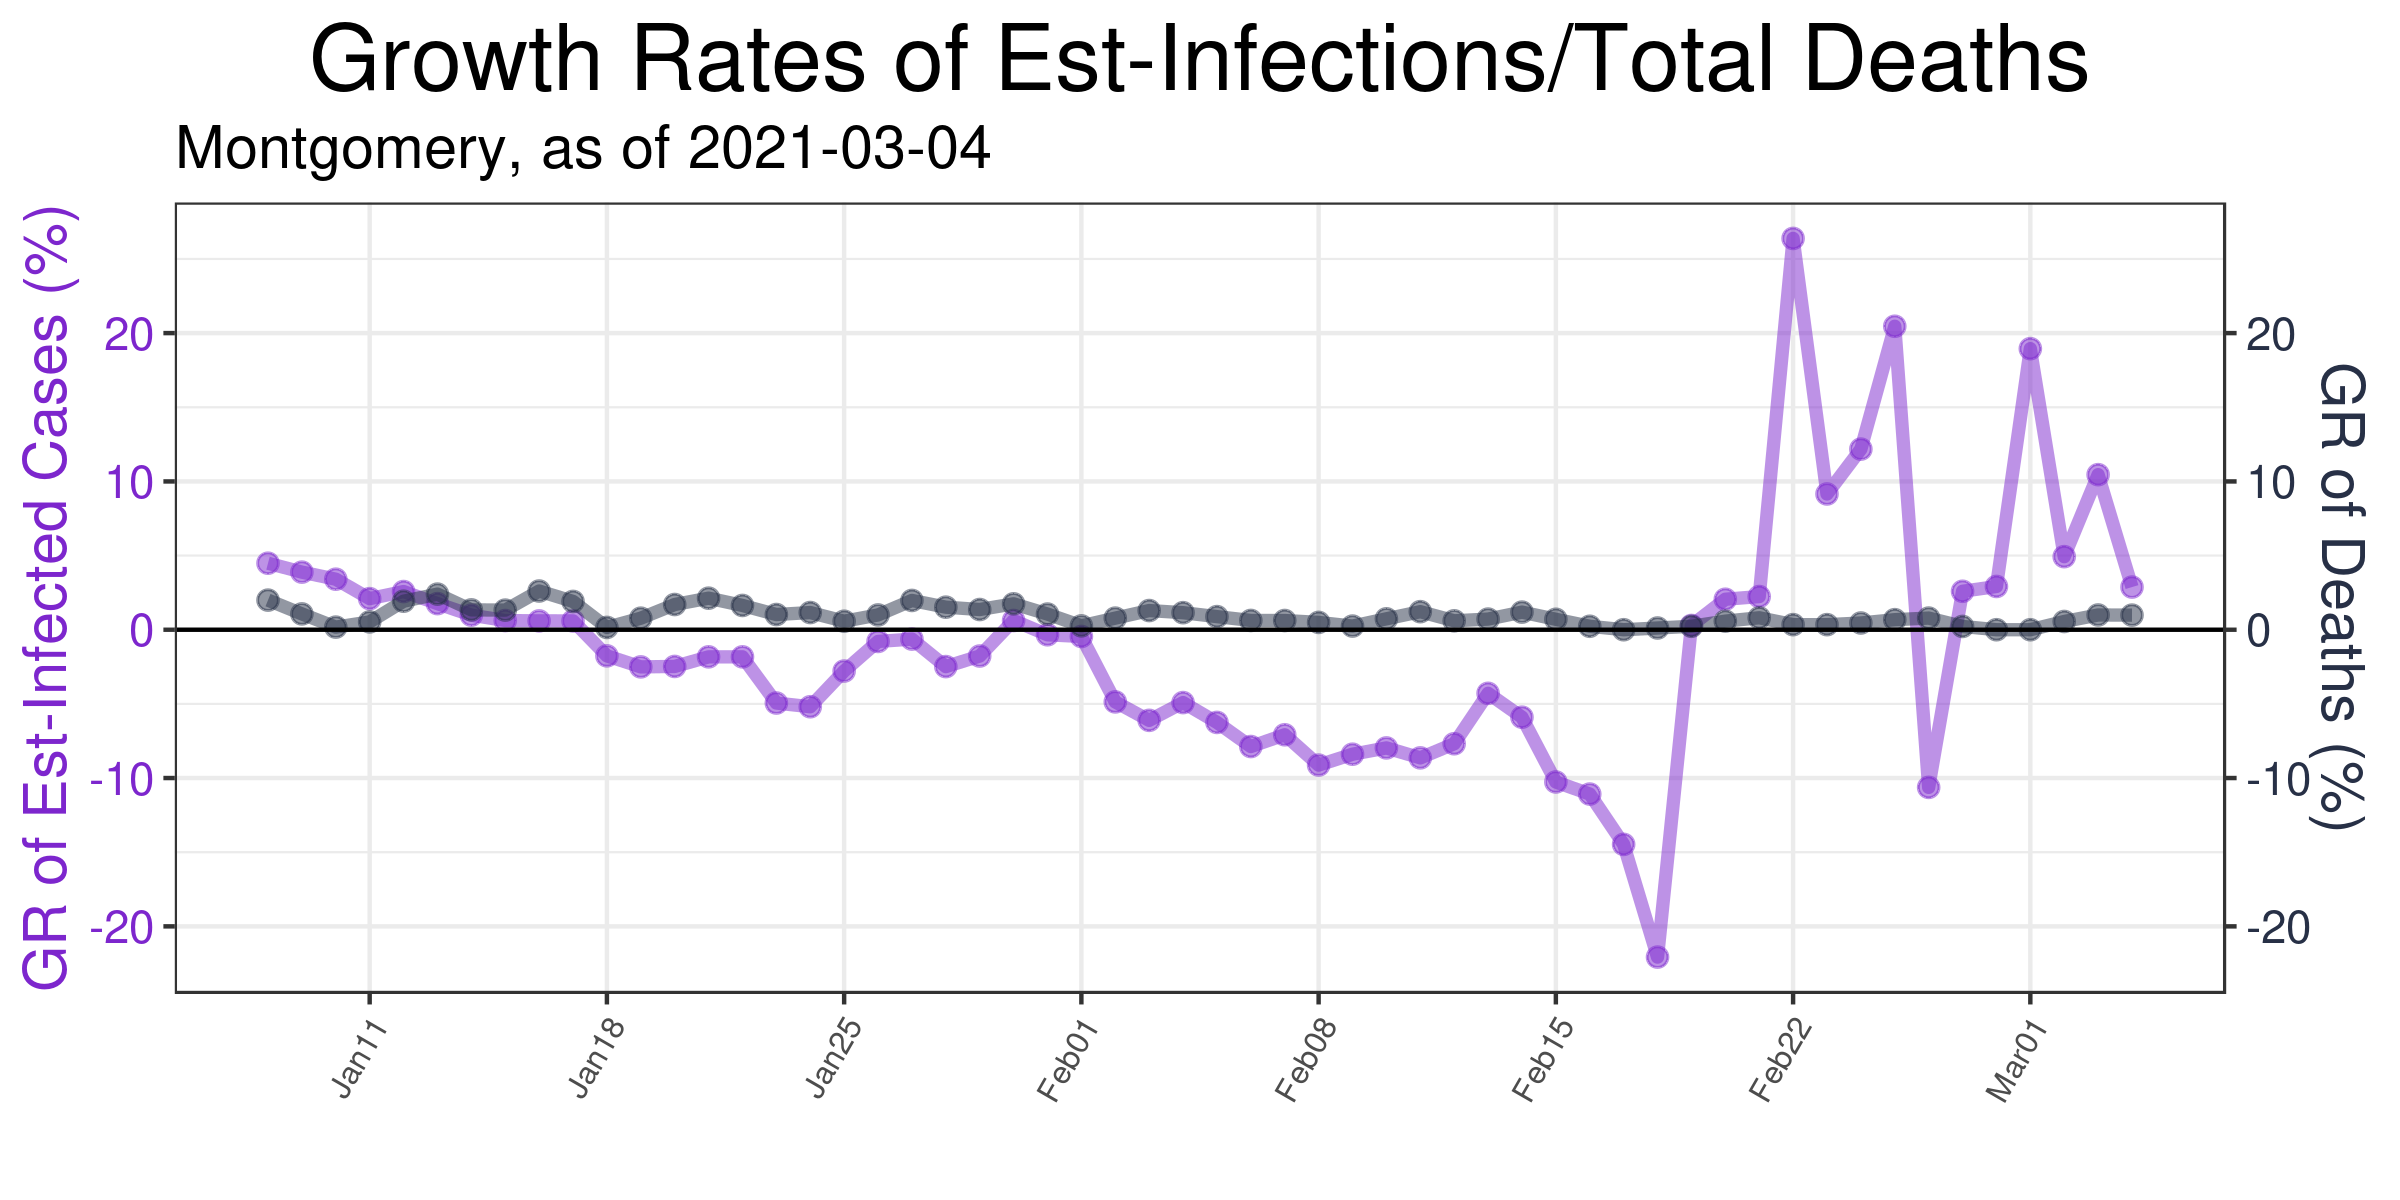 Growth Rates of Est-Infections/Total Deaths
Montgomery, as of 2021-03-04
GR of Est-Infected Cases (%)
20
10
0
-10
-20
20
10
0
-10
-20
GR of Deaths (%)
Jan11
Jan18
Jan25
Feb01
Feb08
Feb15
Feb22
Mar01